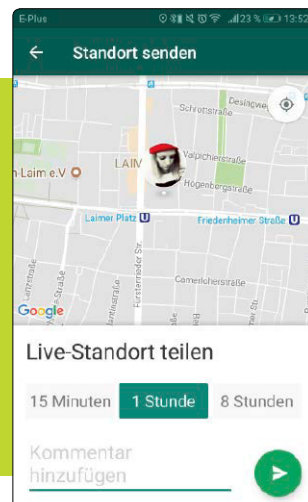 E-Plus 23 % 13:52
Standort senden
Schrottstraße
LAIM
Valpichlerstraße
n Laim e.V
Hogenbergstraße
Laimer Platz U
Friedenheimer Straße U
Camerloherstraße
Fürstenrieder Str.
Google
Live-Standort teilen
15 Minuten 1 Stunde 8 Stunden
Kommentar
hinzufügen